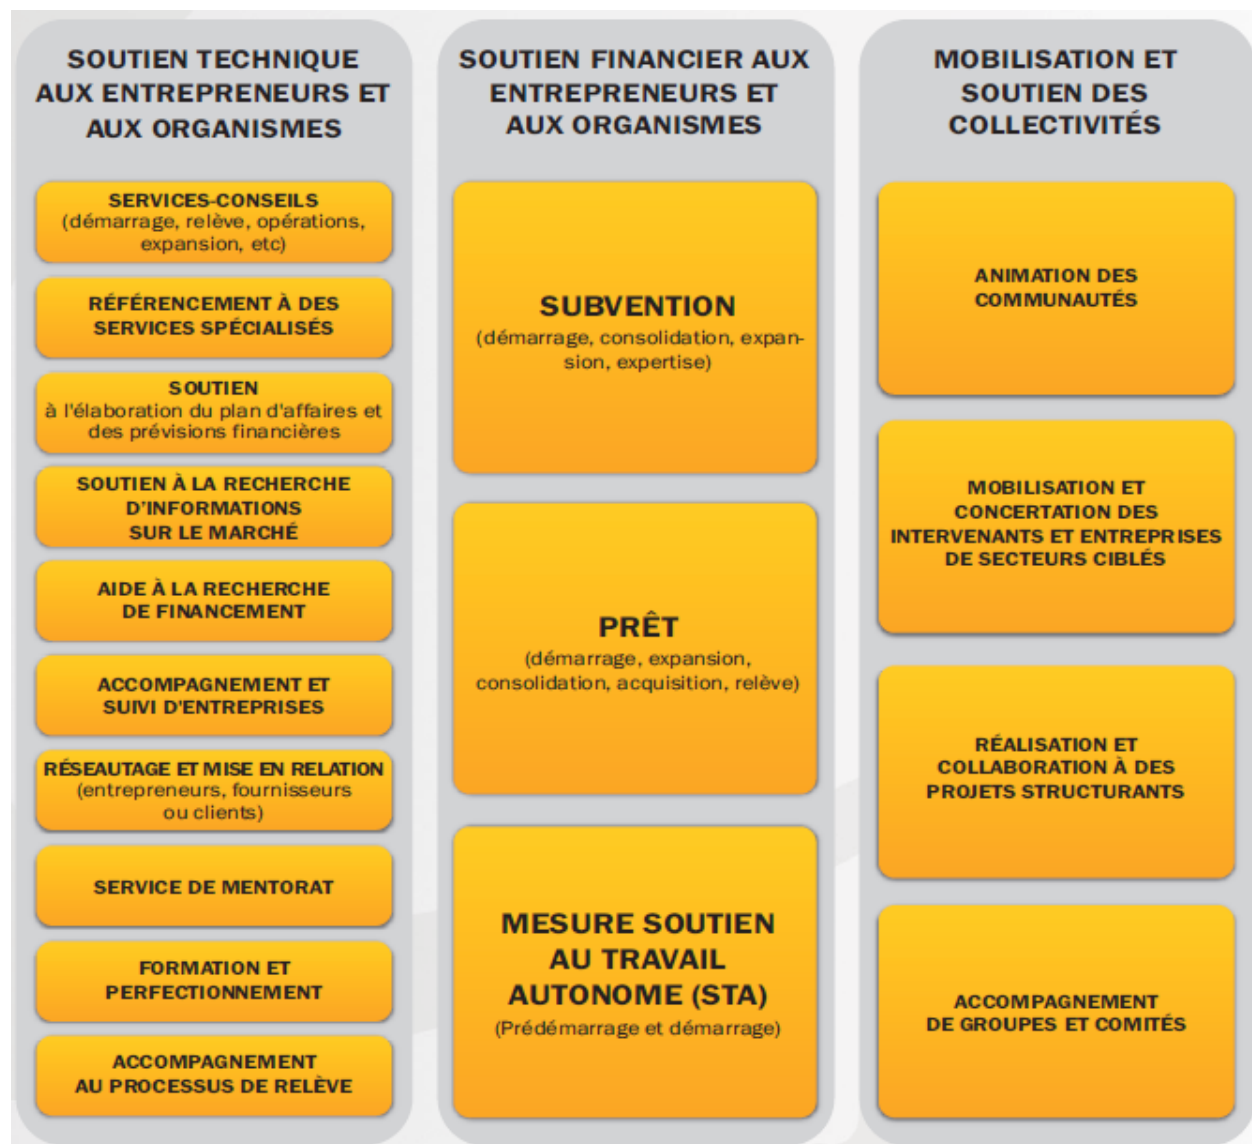 SOUTIEN TECHNIQUE
AUX ENTREPRENEURS ET
AUX ORGANISMES
SERVICES-CONSEILS
(démarrage, relève, opérations,
expansion, etc)
RÉFÉRENCEMENT À DES
SERVICES SPÉCIALISÉS
SOUTIEN
à l'élaboration du plan d'affaires et
des prévisions financières
SOUTIEN À LA RECHERCHE
D'INFORMATIONS
SUR LE MARCHÉ
AIDE À LA RECHERCHE
DE FINANCEMENT
ACCOMPAGNEMENT ET
SUIVI D'ENTREPRISES
RÉSEAUTAGE ET MISE EN RELATION
(entrepreneurs, fournisseurs
ou clients)
SERVICE DE MENTORAT
FORMATION ET
PERFECTIONNEMENT
ACCOMPAGNEMENT
AU PROCESSUS DE RELÈVE
SOUTIEN FINANCIER AUX
ENTREPRENEURS ET
AUX ORGANISMES
SUBVENTION
(démarrage, consolidation, expan-
sion, expertise)
PRÊT
(démarrage, expansion,
consolidation, acquisition, relève)
MESURE SOUTIEN
AU TRAVAIL
AUTONOME (STA)
(Prédémarrage et démarrage)
MOBILISATION ET
SOUTIEN DES
COLLECTIVITÉS
ANIMATION DES
COMMUNAUTÉS
MOBILISATION ET
CONCERTATION DES
INTERVENANTS ET ENTREPRISES
DE SECTEURS CIBLÉS
RÉALISATION ET
COLLABORATION À DES
PROJETS STRUCTURANTS
ACCOMPAGNEMENT
DE GROUPES ET COMITÉS